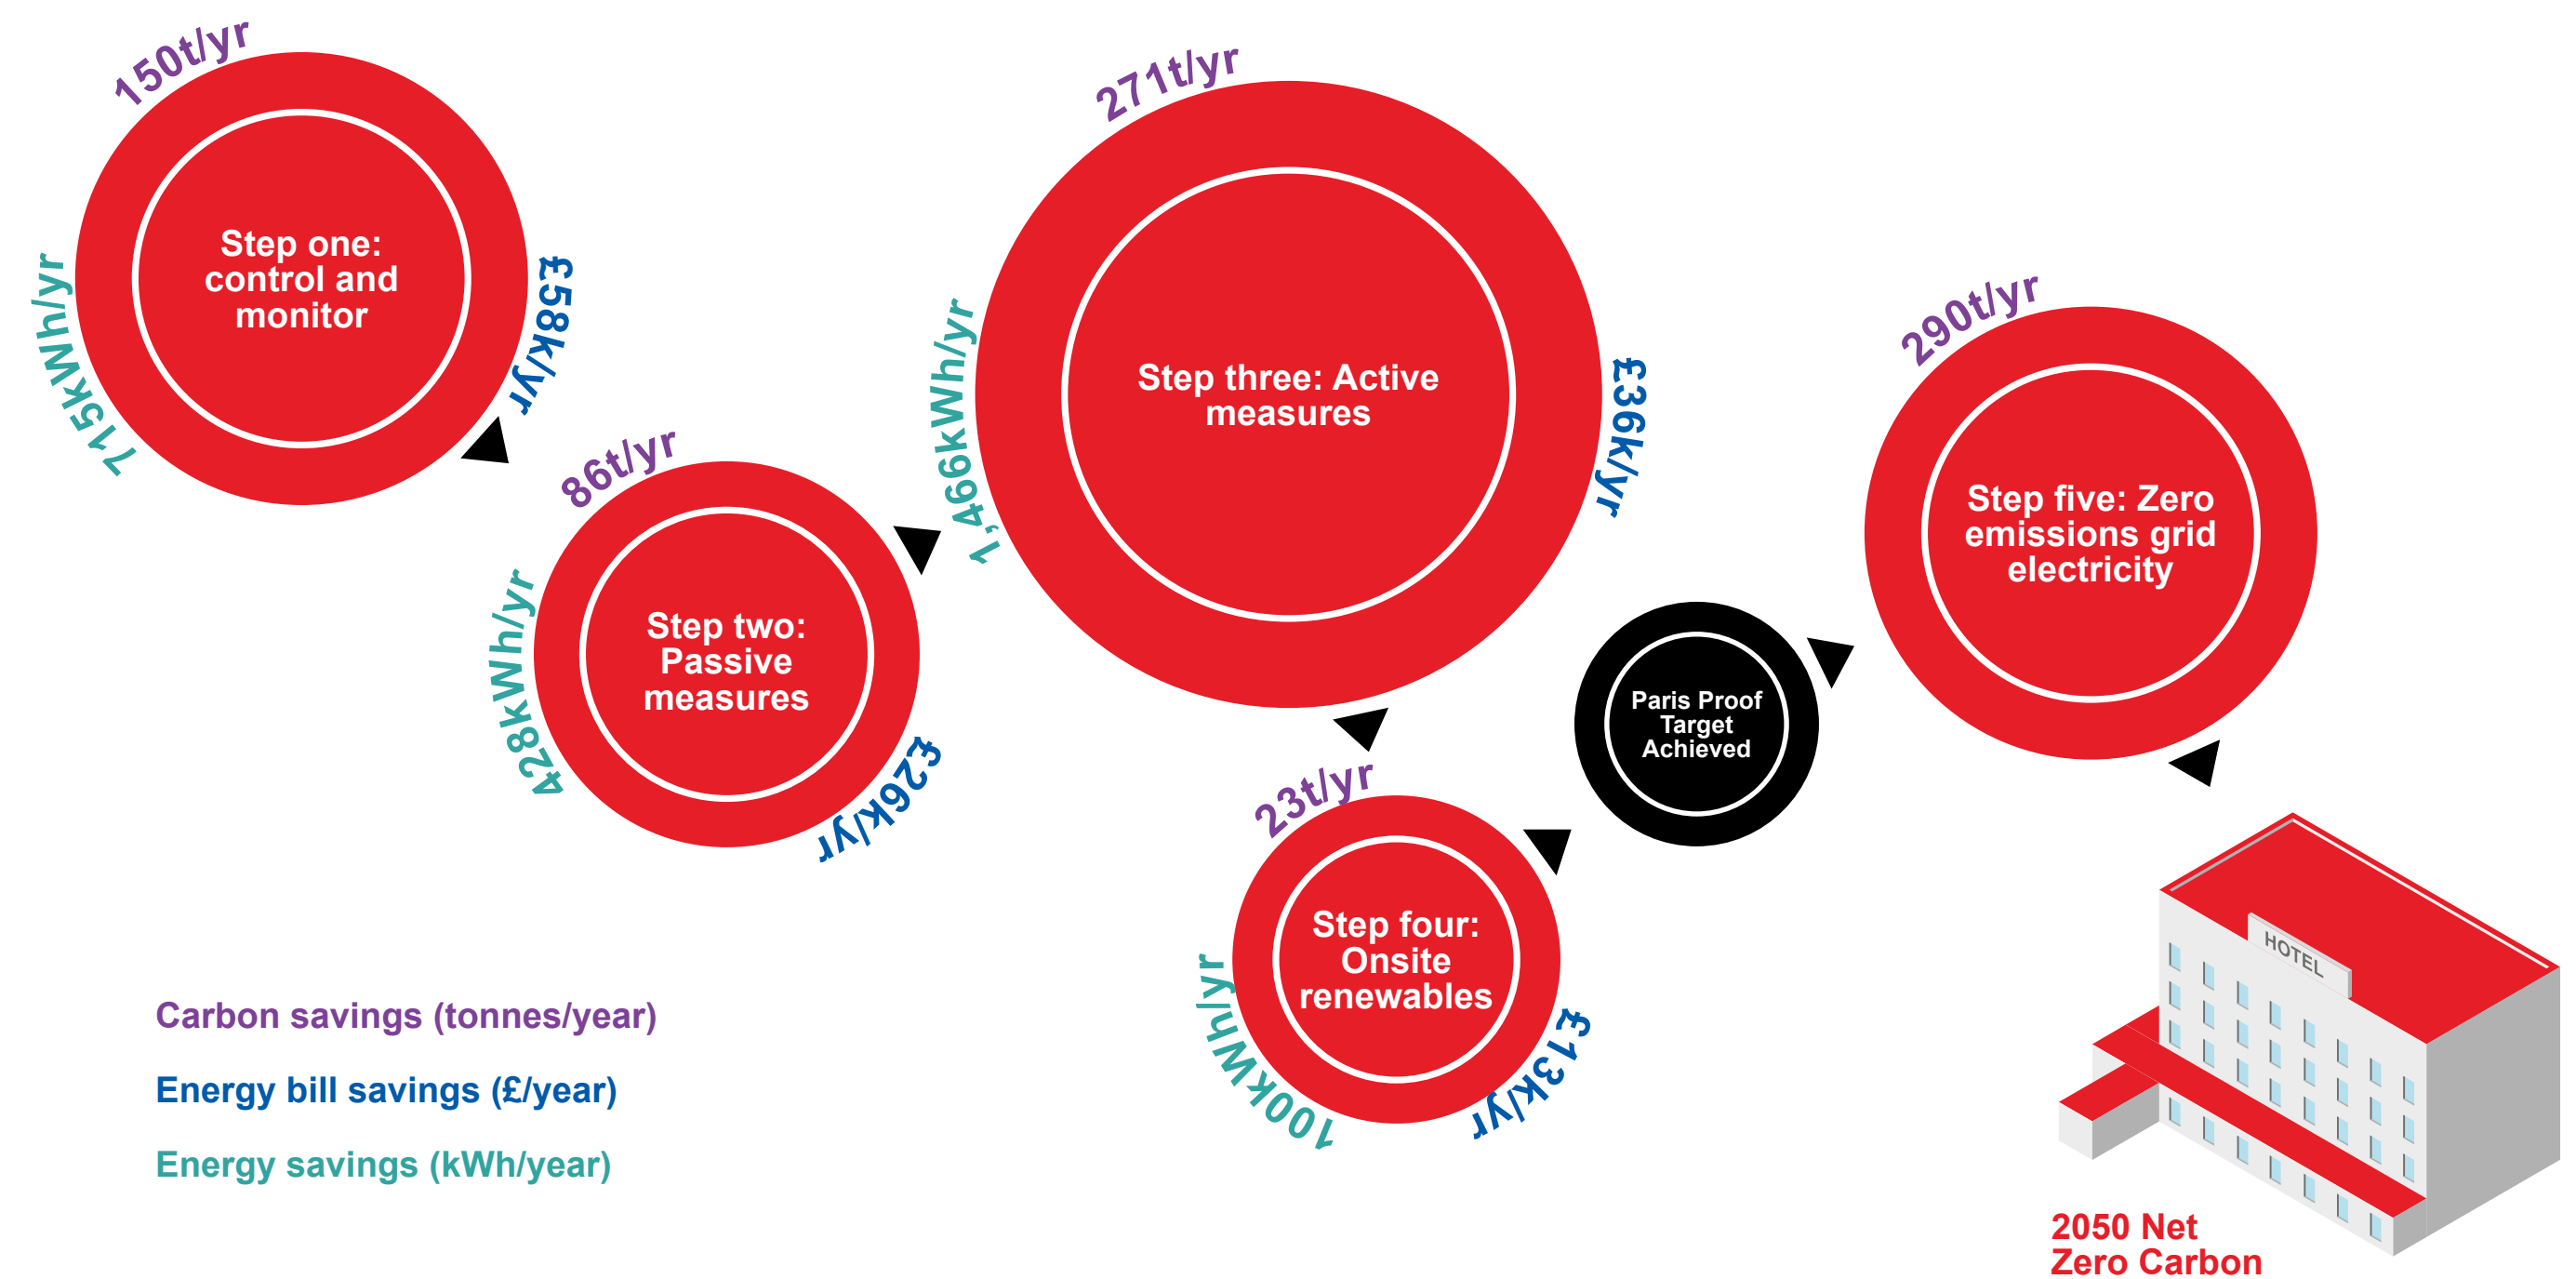 150t/yr
715kWh/yr
£58k/yr
Step one:
control and
monitor
86t/yr
428kWh/yr
£26k/yr
Step two:
Passive
measures
271t/yr
1,466kWh/yr
£36k/yr
Step three: Active
measures
23t/yr
100kWh/yr
£13k/yr
Step four:
Onsite
renewables
Paris Proof
Target
Achieved
290t/yr
Step five: Zero
emissions grid
electricity
Carbon savings (tonnes/year)
Energy bill savings (£/year)
Energy savings (kWh/year)
HOTEL
2050 Net
Zero Carbon